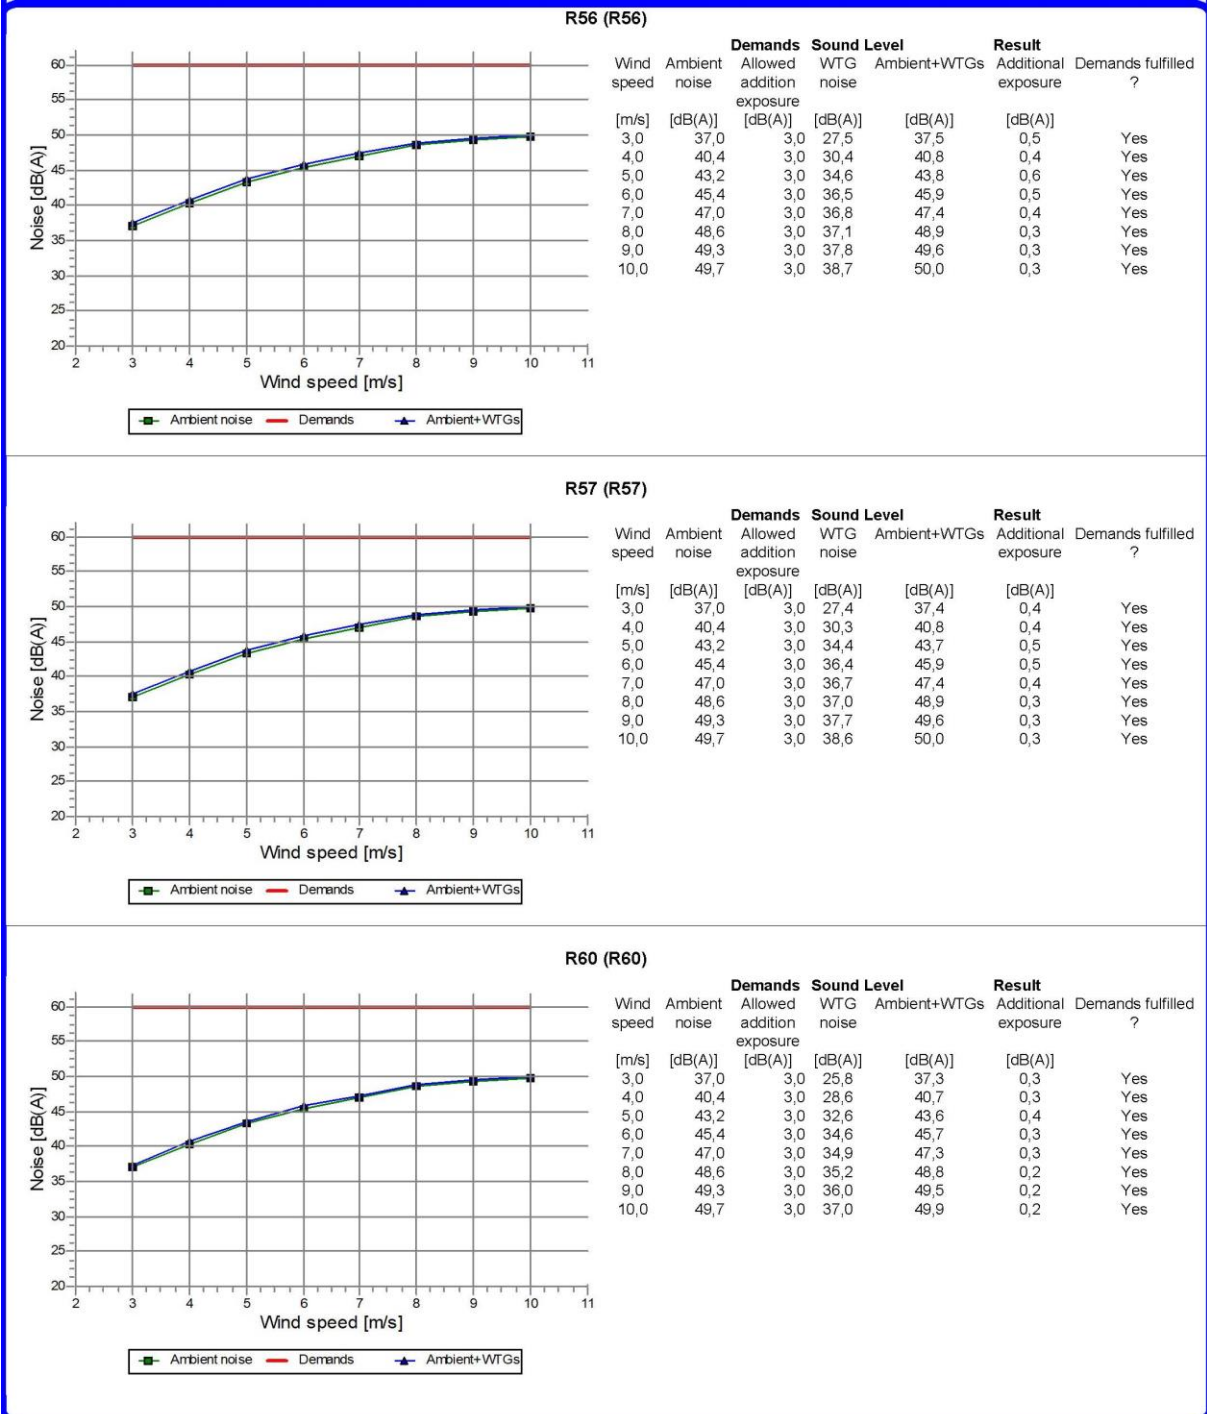 R56 (R56)
60
55
50
45
40
35
30
25
20
Noise [dB(A)]
2 3 4 5 6 7 8 9 10 11
Wind speed [m/s]
Ambient noise Demands Ambient+WTGs
Demands Sound Level Result
Wind Ambient Allowed WTG Ambient+WTGs Additional Demands fulfilled
speed noise addition noise exposure ?
exposure
[m/s] [dB(A)] [dB(A)] [dB(A)] [dB(A)] [dB(A)]
3,0 37,0 3,0 27,5 37,5 0,5 Yes
4,0 40,4 3,0 30,4 40,8 0,4 Yes
5,0 43,2 3,0 34,6 43,8 0,6 Yes
6,0 45,4 3,0 36,5 45,9 0,5 Yes
7,0 47,0 3,0 36,8 47,4 0,4 Yes
8,0 48,6 3,0 37,1 48,9 0,3 Yes
9,0 49,3 3,0 37,8 49,6 0,3 Yes
10,0 49,7 3,0 38,7 50,0 0,3 Yes
R57 (R57)
60
55
50
45
40
35
30
25
20
Noise [dB(A)]
2 3 4 5 6 7 8 9 10 11
Wind speed [m/s]
Ambient noise Demands Ambient+WTGs
Demands Sound Level Result
Wind Ambient Allowed WTG Ambient+WTGs Additional Demands fulfilled
speed noise addition noise exposure ?
exposure
[m/s] [dB(A)] [dB(A)] [dB(A)] [dB(A)] [dB(A)]
3,0 37,0 3,0 27,4 37,4 0,4 Yes
4,0 40,4 3,0 30,3 40,8 0,4 Yes
5,0 43,2 3,0 34,4 43,7 0,5 Yes
6,0 45,4 3,0 36,4 45,9 0,5 Yes
7,0 47,0 3,0 36,7 47,4 0,4 Yes
8,0 48,6 3,0 37,0 48,9 0,3 Yes
9,0 49,3 3,0 37,7 49,6 0,3 Yes
10,0 49,7 3,0 38,6 50,0 0,3 Yes
R60 (R60)
60
55
50
45
40
35
30
25
20
Noise [dB(A)]
2 3 4 5 6 7 8 9 10 11
Wind speed [m/s]
Ambient noise Demands Ambient+WTGs
Demands Sound Level Result
Wind Ambient Allowed WTG Ambient+WTGs Additional Demands fulfilled
speed noise addition noise exposure ?
exposure
[m/s] [dB(A)] [dB(A)] [dB(A)] [dB(A)] [dB(A)]
3,0 37,0 3,0 25,8 37,3 0,3 Yes
4,0 40,4 3,0 28,6 40,7 0,3 Yes
5,0 43,2 3,0 32,6 43,6 0,4 Yes
6,0 45,4 3,0 34,6 45,7 0,3 Yes
7,0 47,0 3,0 34,9 47,3 0,3 Yes
8,0 48,6 3,0 35,2 48,8 0,2 Yes
9,0 49,3 3,0 36,0 49,5 0,2 Yes
10,0 49,7 3,0 37,0 49,9 0,2 Yes